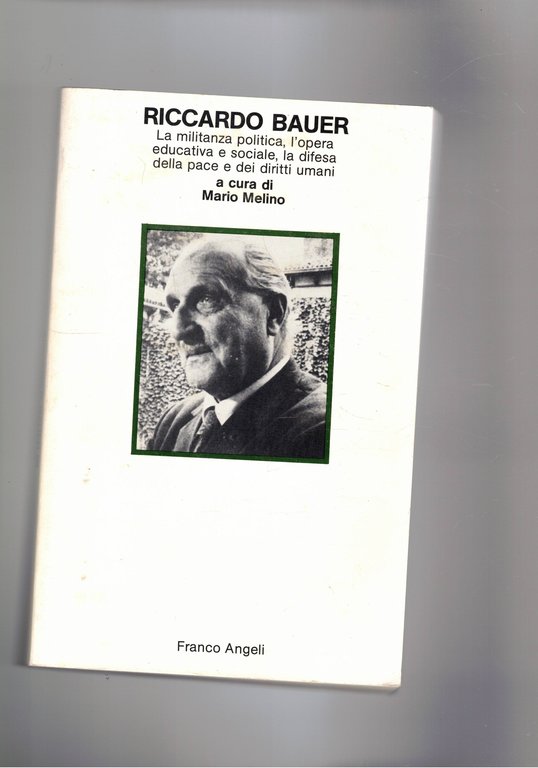 RICCARDO BAUER
La militanza politica, l'opera
educativa e sociale, la difesa
della pace e dei diritti umani
a cura di
Mario Melino
Franco Angeli